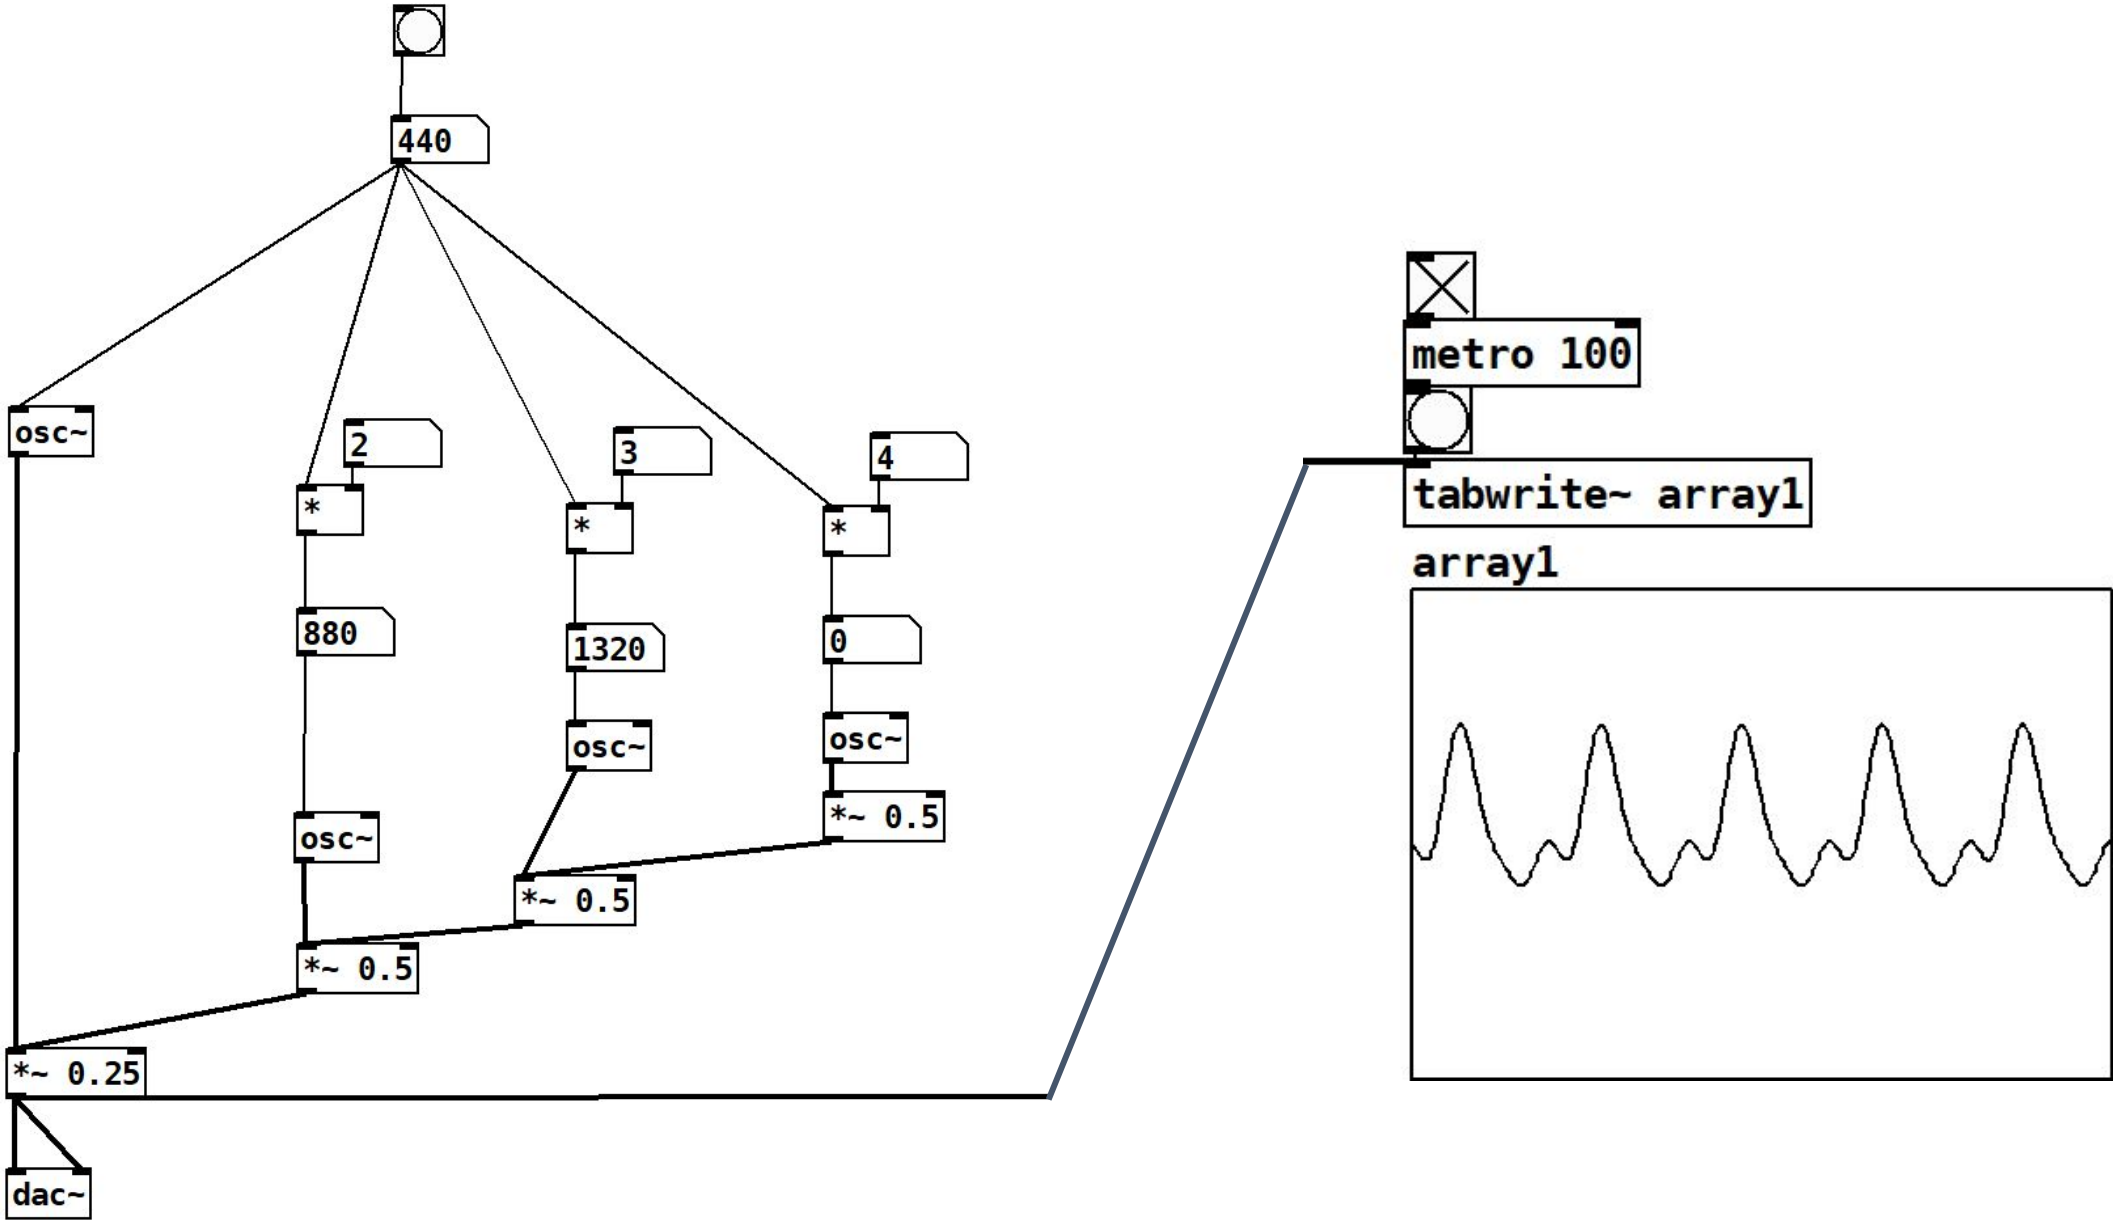 440
osc~
2
3
4
*
*
*
880
1320
0
osc~
osc~
osc~
*~ 0.5
*~ 0.5
*~ 0.5
*~ 0.25
dac~
metro 100
tabwrite~ array1
array1